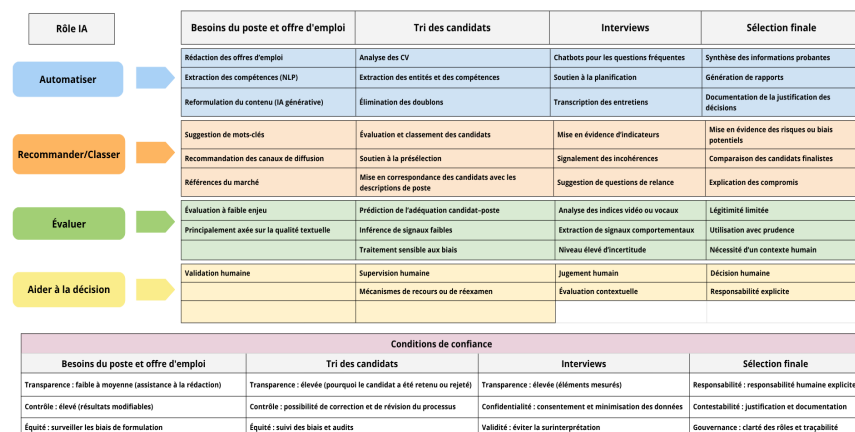 Rôle IA
Besoins du poste et offre d'emploi
Tri des candidats
Interviews
Sélection finale
Automatiser
Rédaction des offres d'emploi
Analyse des CV
Chatbots pour les questions fréquentes
Synthèse des informations probantes
Extraction des compétences (NLP)
Extraction des entités et des compétences
Soutien à la planification
Génération de rapports
Reformulation du contenu (IA générative)
Élimination des doublons
Transcription des entretiens
Documentation de la justification des
décisions
Recommander/Classer
Suggestion de mots-clés
Évaluation et classement des candidats
Mise en évidence d'indicateurs
Mise en évidence des risques ou biais
potentiels
Recommandation des canaux de diffusion
Soutien à la présélection
Signalement des incohérences
Comparaison des candidats finalistes
Références du marché
Mise en correspondance des candidats avec les
descriptions de poste
Suggestion de questions de relance
Explication des compromis
Évaluer
Évaluation à faible enjeu
Prédiction de l'adéquation candidat–poste
Analyse des indices vidéo ou vocaux
Légitimité limitée
Principalement axée sur la qualité textuelle
Inférence de signaux faibles
Extraction de signaux comportementaux
Utilisation avec prudence
Traitement sensible aux biais
Niveau élevé d'incertitude
Nécessité d'un contexte humain
Aider à la décision
Validation humaine
Supervision humaine
Jugement humain
Décision humaine
Mécanismes de recours ou de réexamen
Évaluation contextuelle
Responsabilité explicite
Conditions de confiance
Besoins du poste et offre d'emploi
Tri des candidats
Interviews
Sélection finale
Transparence : faible à moyenne (assistance à la rédaction)
Transparence : élevée (pourquoi le candidat a été retenu ou rejeté)
Transparence : élevée (éléments mesurés)
Responsabilité : responsabilité humaine explicite
Contrôle : élevé (résultats modifiables)
Contrôle : possibilité de correction et de révision du processus
Confidentialité : consentement et minimisation des données
Contestabilité : justification et documentation
Équité : surveiller les biais de formulation
Équité : suivi des biais et audits
Validité : éviter la surinterprétation
Gouvernance : clarté des rôles et traçabilité